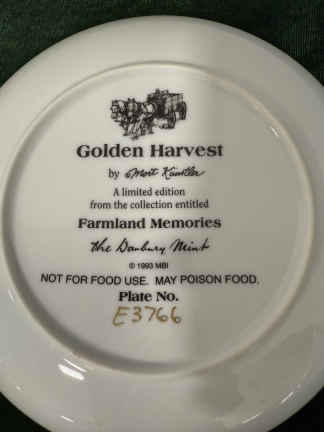 Golden Harvest
by Mort Künstler
A limited edition
from the collection entitled
Farmland Memories
the Danbury Mint
© 1993 MBI
NOT FOR FOOD USE. MAY POISON FOOD.
Plate No.
E3766